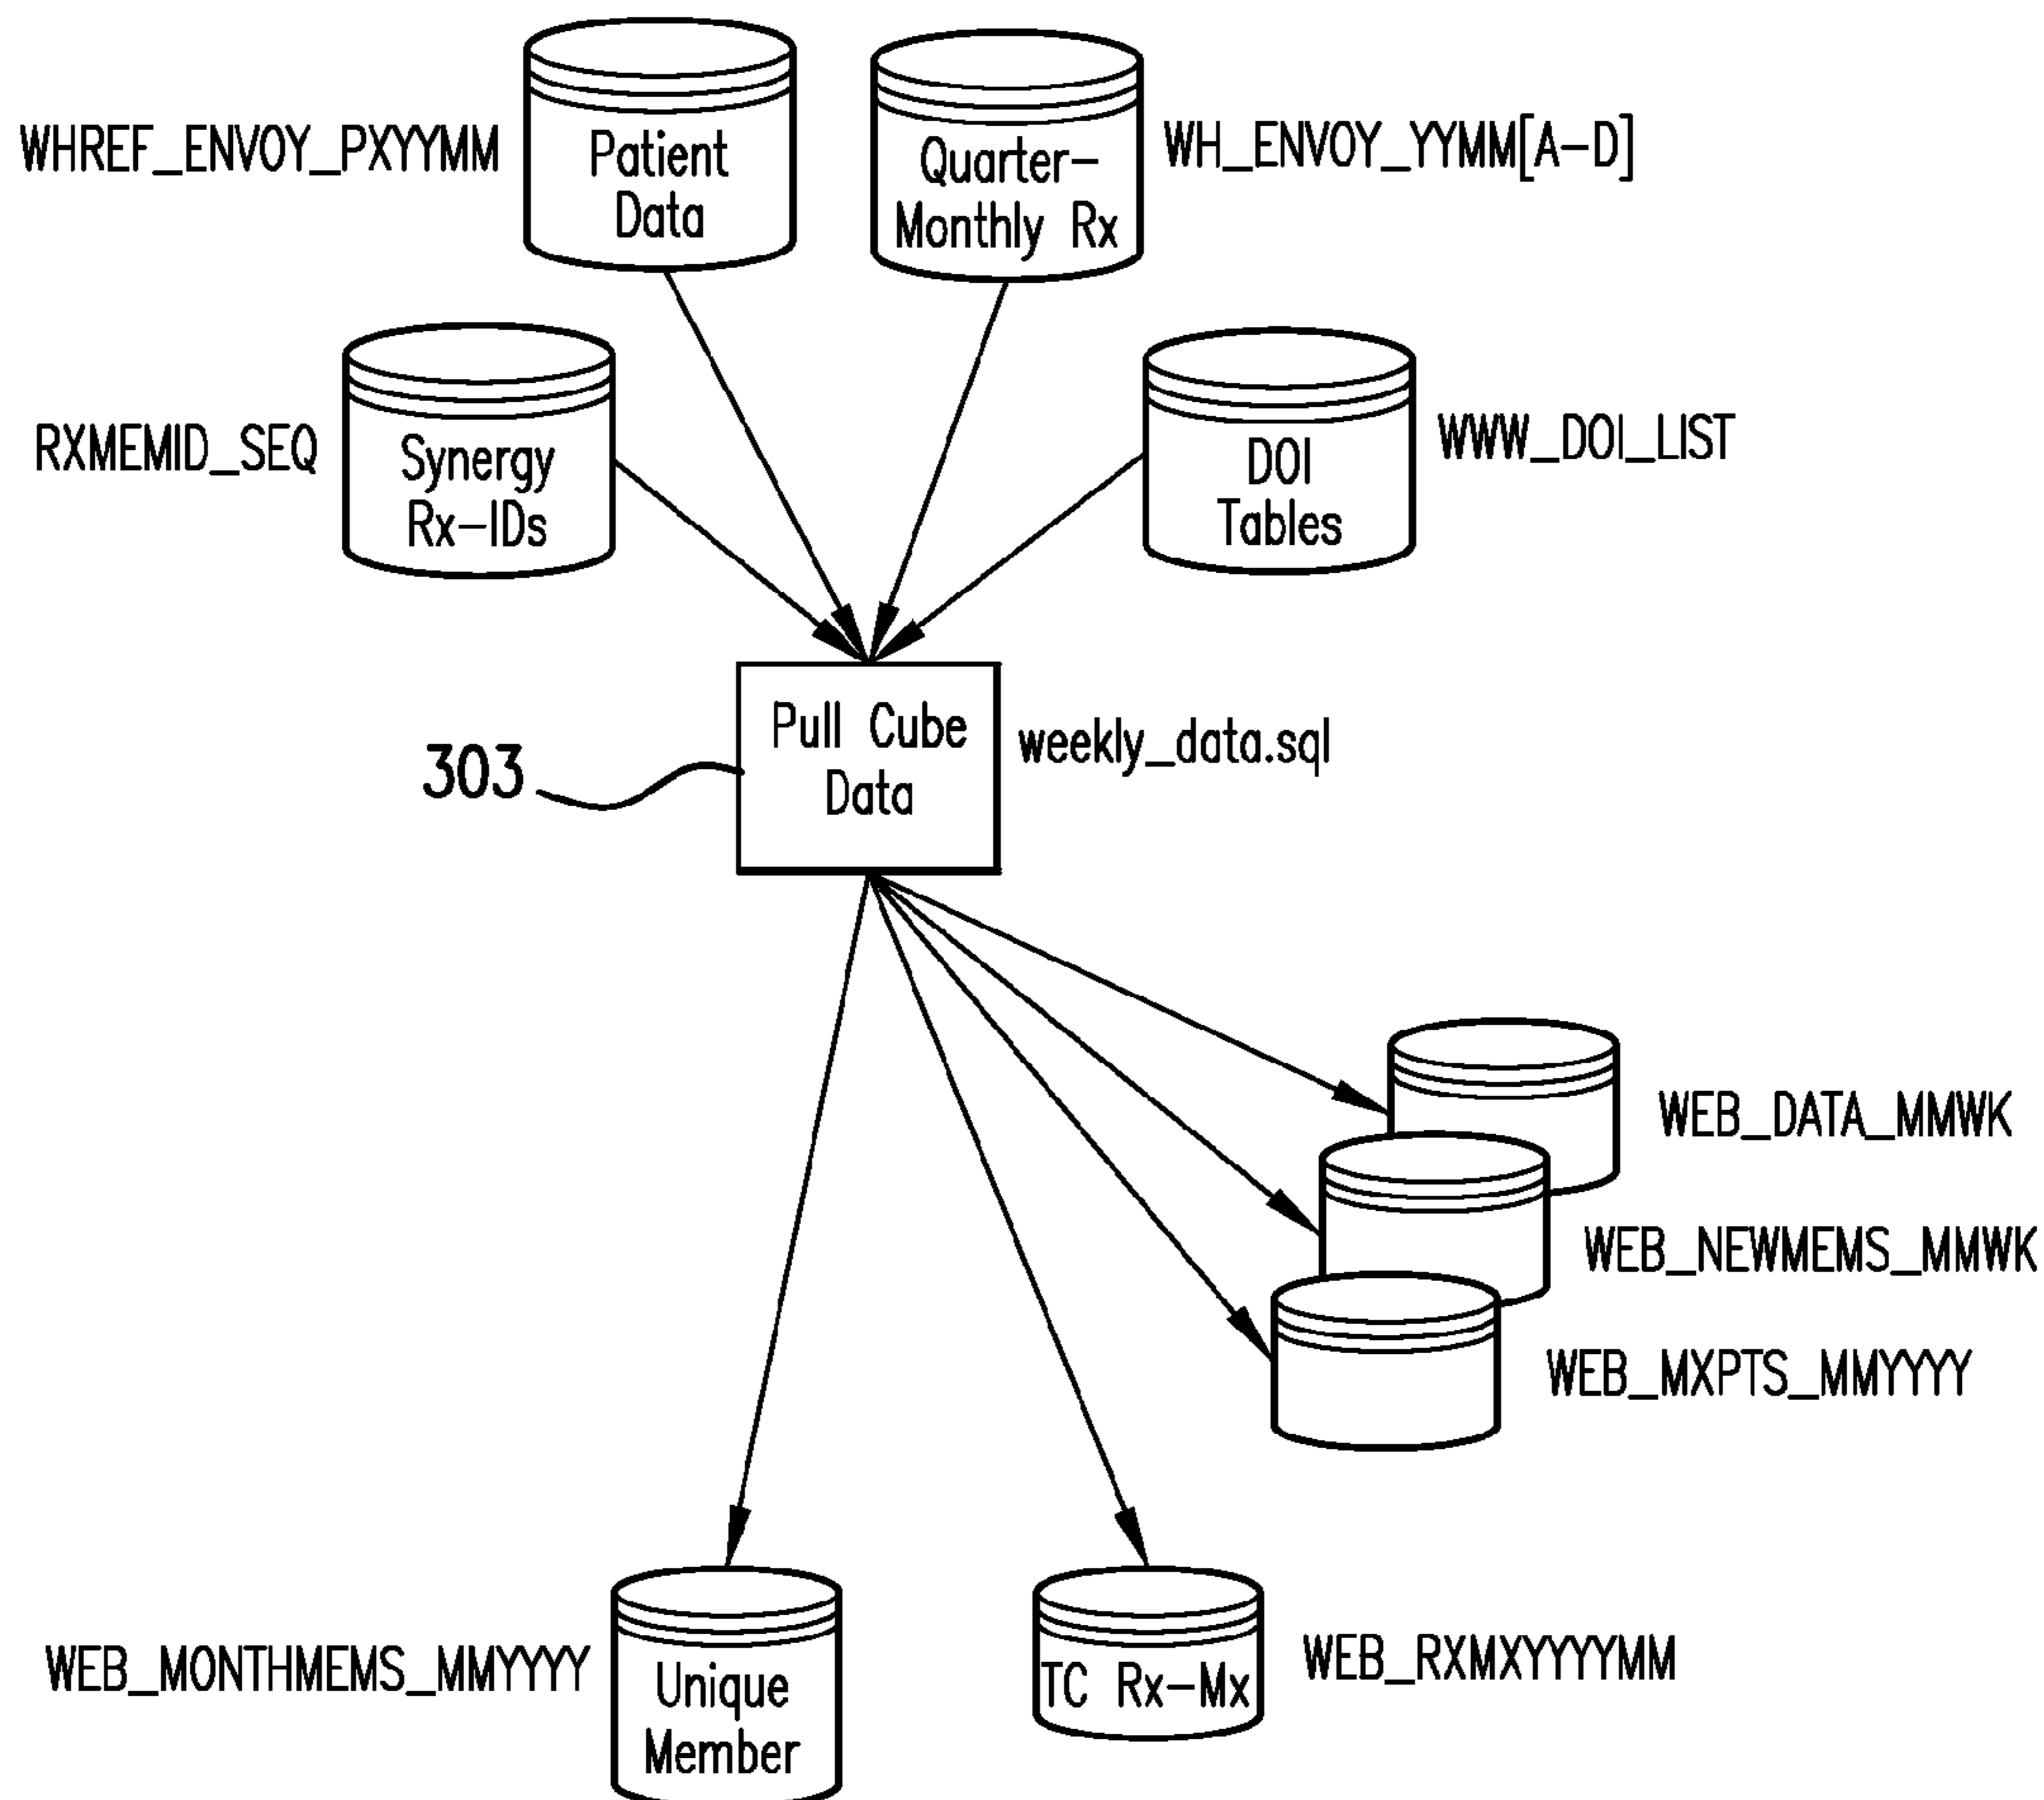 WHREF_ENVOY_PXYYMM
Patient
Data
Quarter-
Monthly Rx
WH_ENVOY_YYMM[A-D]
RXMEMID_SEQ
Synergy
Rx-IDs
DOI
Tables
WWW_DOI_LIST
303
Pull Cube
Data
weekly_data.sql
WEB_DATA_MMWK
WEB_NEWMEMS_MMWK
WEB_MXPTS_MMYYYY
WEB_MONTHMEMS_MMYYYY
Unique
Member
TC Rx-Mx
WEB_RXMXYYYYMM